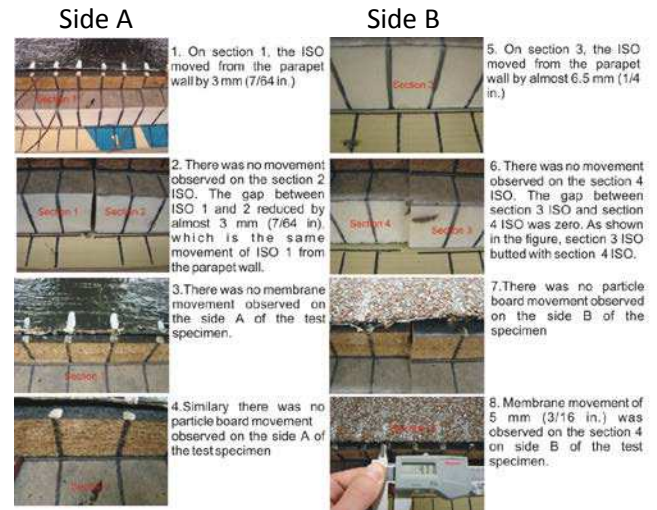 Side A
Side B
1. On section 1, the ISO
moved from the parapet
wall by 3 mm (7/64 in.)
Section 1
2. There was no movement
observed on the section 2
ISO. The gap between
ISO 1 and 2 reduced by
almost 3 mm (7/64 in),
which is the same
movement of ISO 1 from
the parapet wall.
Section 1
Section 2
3.There was no membrane
movement observed on
the side A of the test
specimen.
Section
4.Similary there was no
particle board movement
observed on the side A of
the test specimen
5. On section 3, the ISO
moved from the parapet
wall by almost 6.5 mm (1/4
in.)
Section 3
6. There was no movement
observed on the section 4
ISO. The gap between
section 3 ISO and section
4 ISO was zero. As shown
in the figure, section 3 ISO
butted with section 4 ISO.
Section 4
Section 3
7.There was no particle
board movement observed
on the side B of the
specimen
8. Membrane movement of
5 mm (3/16 in.) was
observed on the section 4
on side B of the test
specimen.